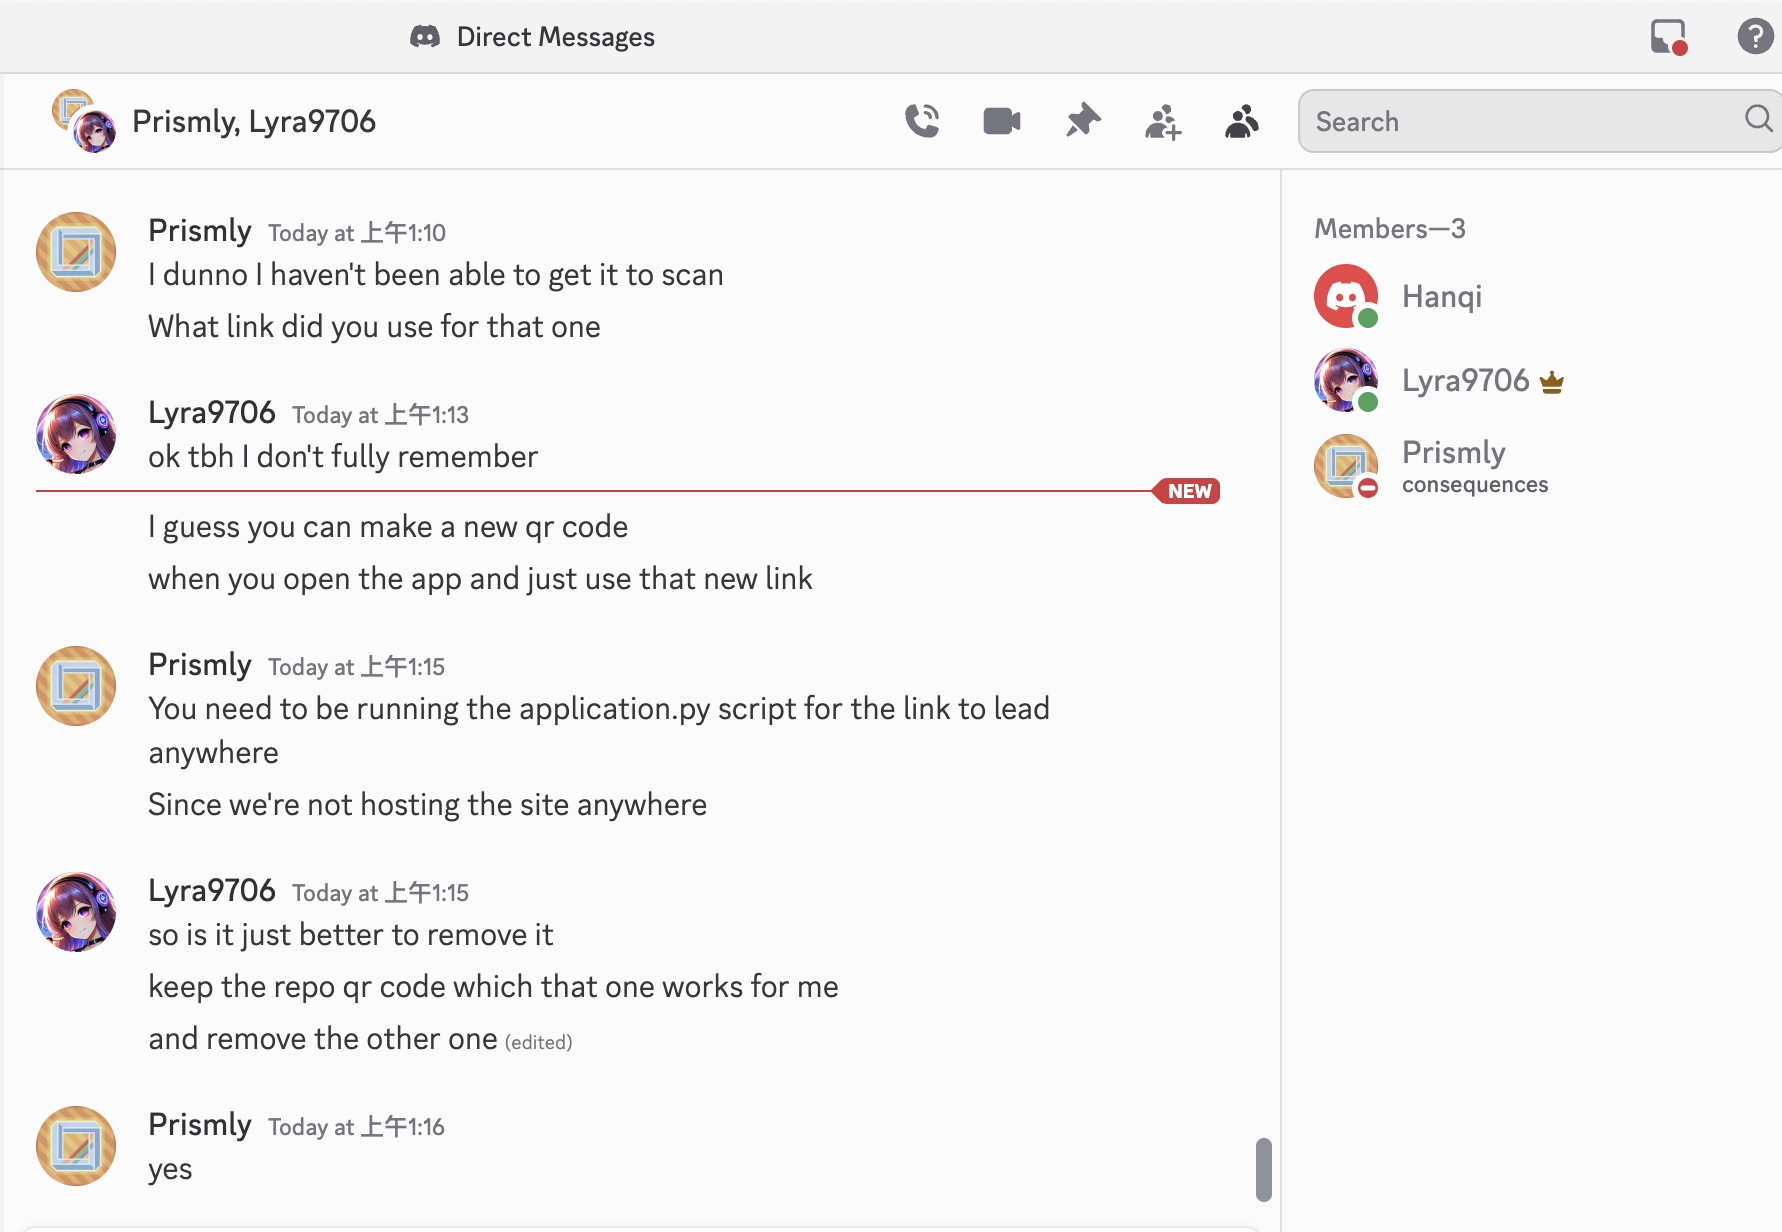 Direct Messages
Prismly, Lyra9706
Search
Prismly Today at 上午1:10
I dunno I haven't been able to get it to scan
What link did you use for that one
Lyra9706 Today at 上午1:13
ok tbh I don't fully remember
NEW
I guess you can make a new qr code
when you open the app and just use that new link
Prismly Today at 上午1:15
You need to be running the application.py script for the link to lead
anywhere
Since we're not hosting the site anywhere
Lyra9706 Today at 上午1:15
so is it just better to remove it
keep the repo qr code which that one works for me
and remove the other one (edited)
Prismly Today at 上午1:16
yes
Members—3
Hanqi
Lyra9706
Prismly
consequences